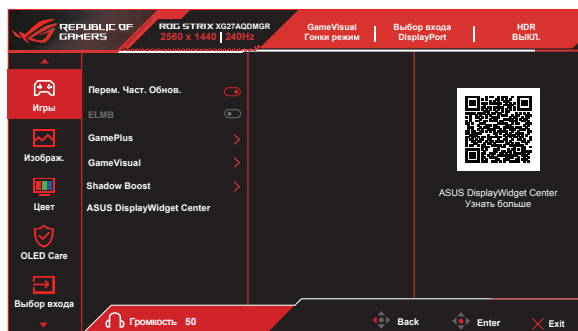 REPUBLIC OF
GAMERS
ROG STRIX XG27AQDMGR
2560 x 1440 240Hz
GameVisual
Гонки режим
Выбор входа
DisplayPort
HDR
ВЫКЛ.
Игры
Изображ.
Цвет
OLED Care
Выбор входа
Перем. Част. Обнов.
ELMB
GamePlus
GameVisual
Shadow Boost
ASUS DisplayWidget Center
ASUS DisplayWidget Center
Узнать больше
Громкость 50
Back
Enter
Exit